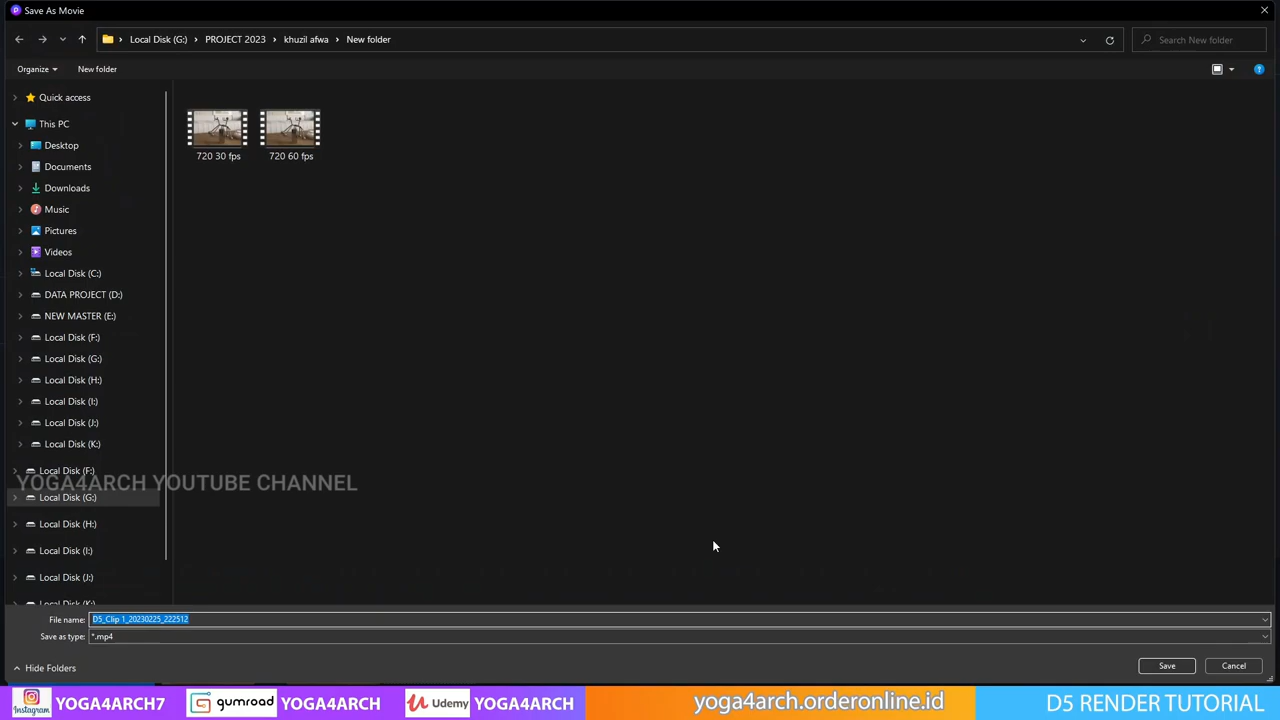 Save As Movie
Local Disk (G:) PROJECT 2023 khuzil afwa New folder
Search New folder
Organize New folder
Quick access
This PC
Desktop
Documents
Downloads
Music
Pictures
Videos
Local Disk (C:)
DATA PROJECT (D:)
NEW MASTER (E:)
Local Disk (F:)
Local Disk (G:)
Local Disk (H:)
Local Disk (I:)
Local Disk (J:)
Local Disk (K:)
Local Disk (F:)
Local Disk (G:)
Local Disk (H:)
Local Disk (I:)
Local Disk (J:)
Local Disk (K:)
720 30 fps
720 60 fps
YOGA4ARCH YOUTUBE CHANNEL
File name: D5_Clip 1_20230225_222512
Save as type: *.mp4
Hide Folders
Save Cancel
Instagram YOGA4ARCH7 gumroad YOGA4ARCH Udemy YOGA4ARCH yoga4arch.orderonline.id D5 RENDER TUTORIAL